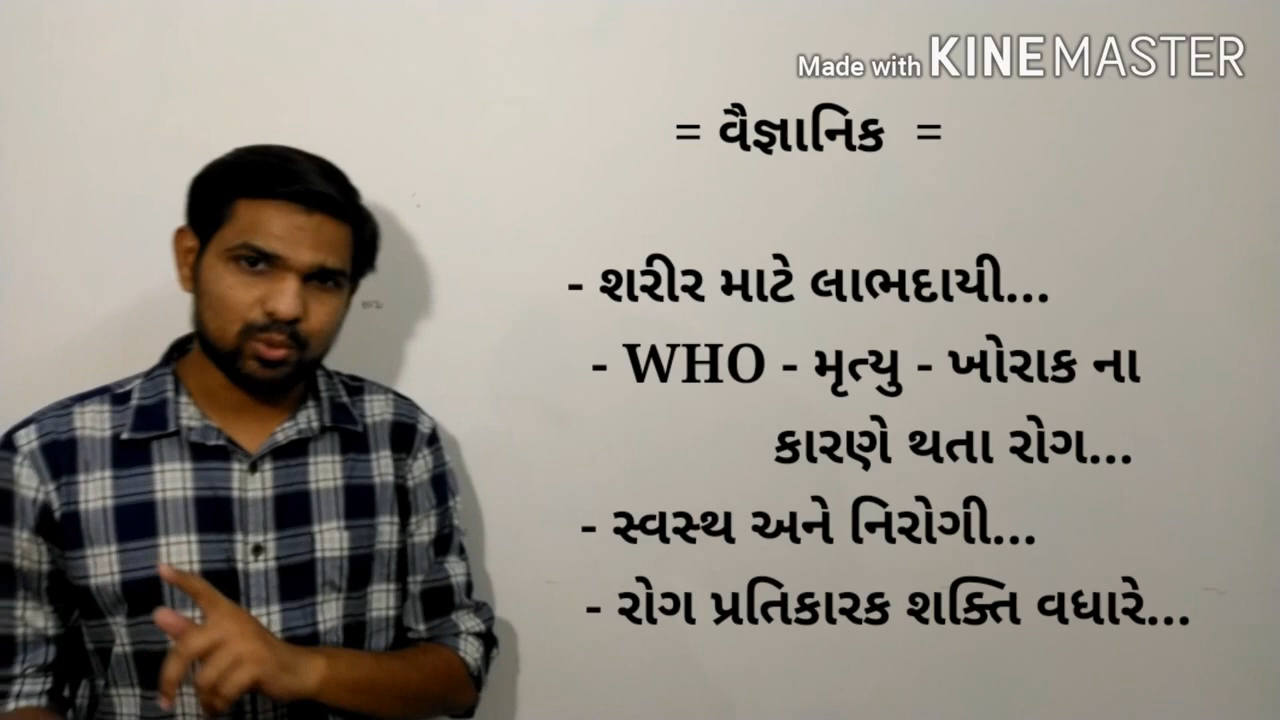 Made with KINEMASTER
= વૈજ્ઞાનિક =
- શરીર માટે લાભદાયી...
- WHO - મૃત્યુ - ખોરાક ના
કારણે થતા રોગ...
- સ્વસ્થ અને નિરોગી...
- રોગ પ્રતિકારક શક્તિ વધારે...